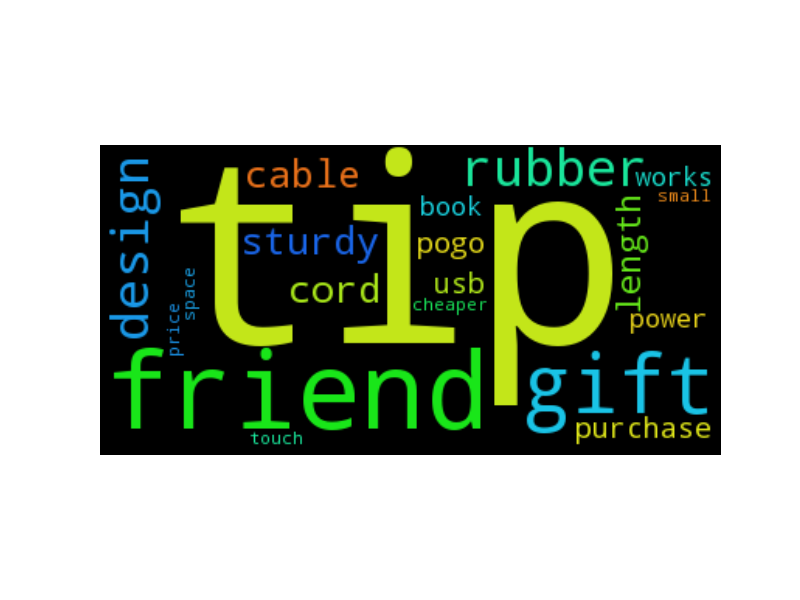 tip
friend
gift
design
rubber
cable
works
small
book
sturdy
pogo
length
cord
usb
cheaper
space
price
power
purchase
touch